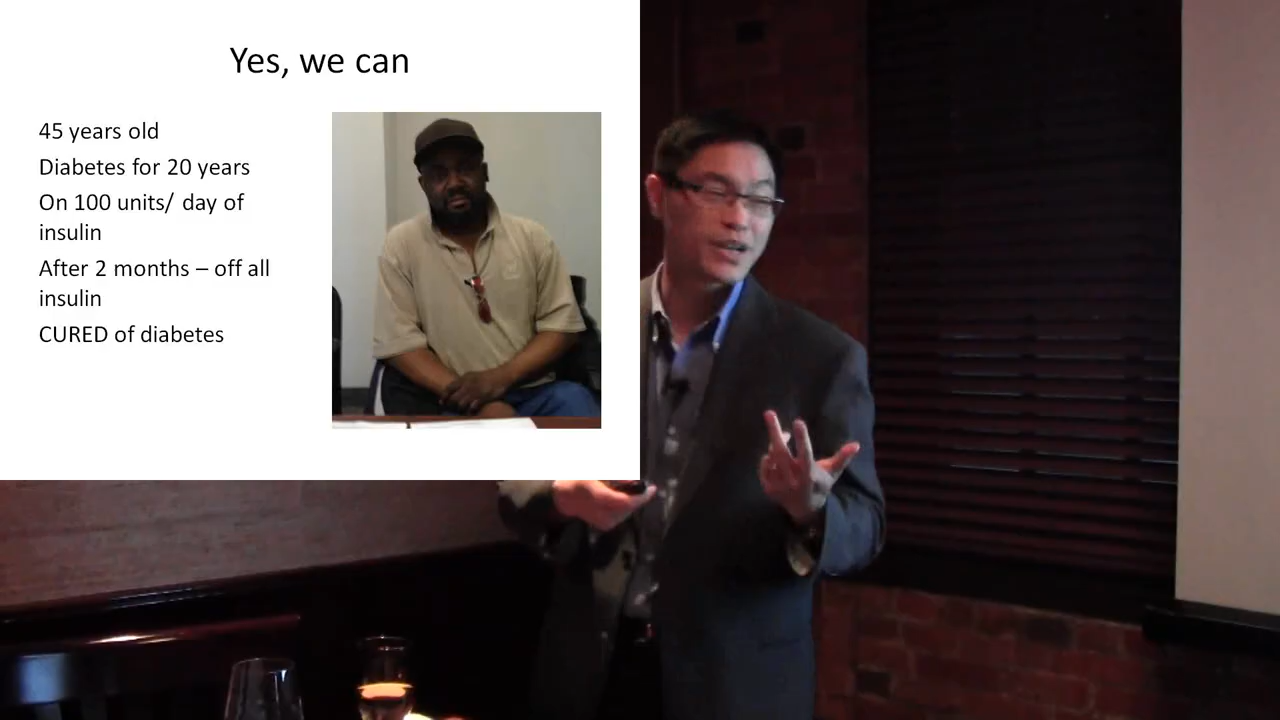 Yes, we can
45 years old
Diabetes for 20 years
On 100 units/ day of
insulin
After 2 months – off all
insulin
CURED of diabetes